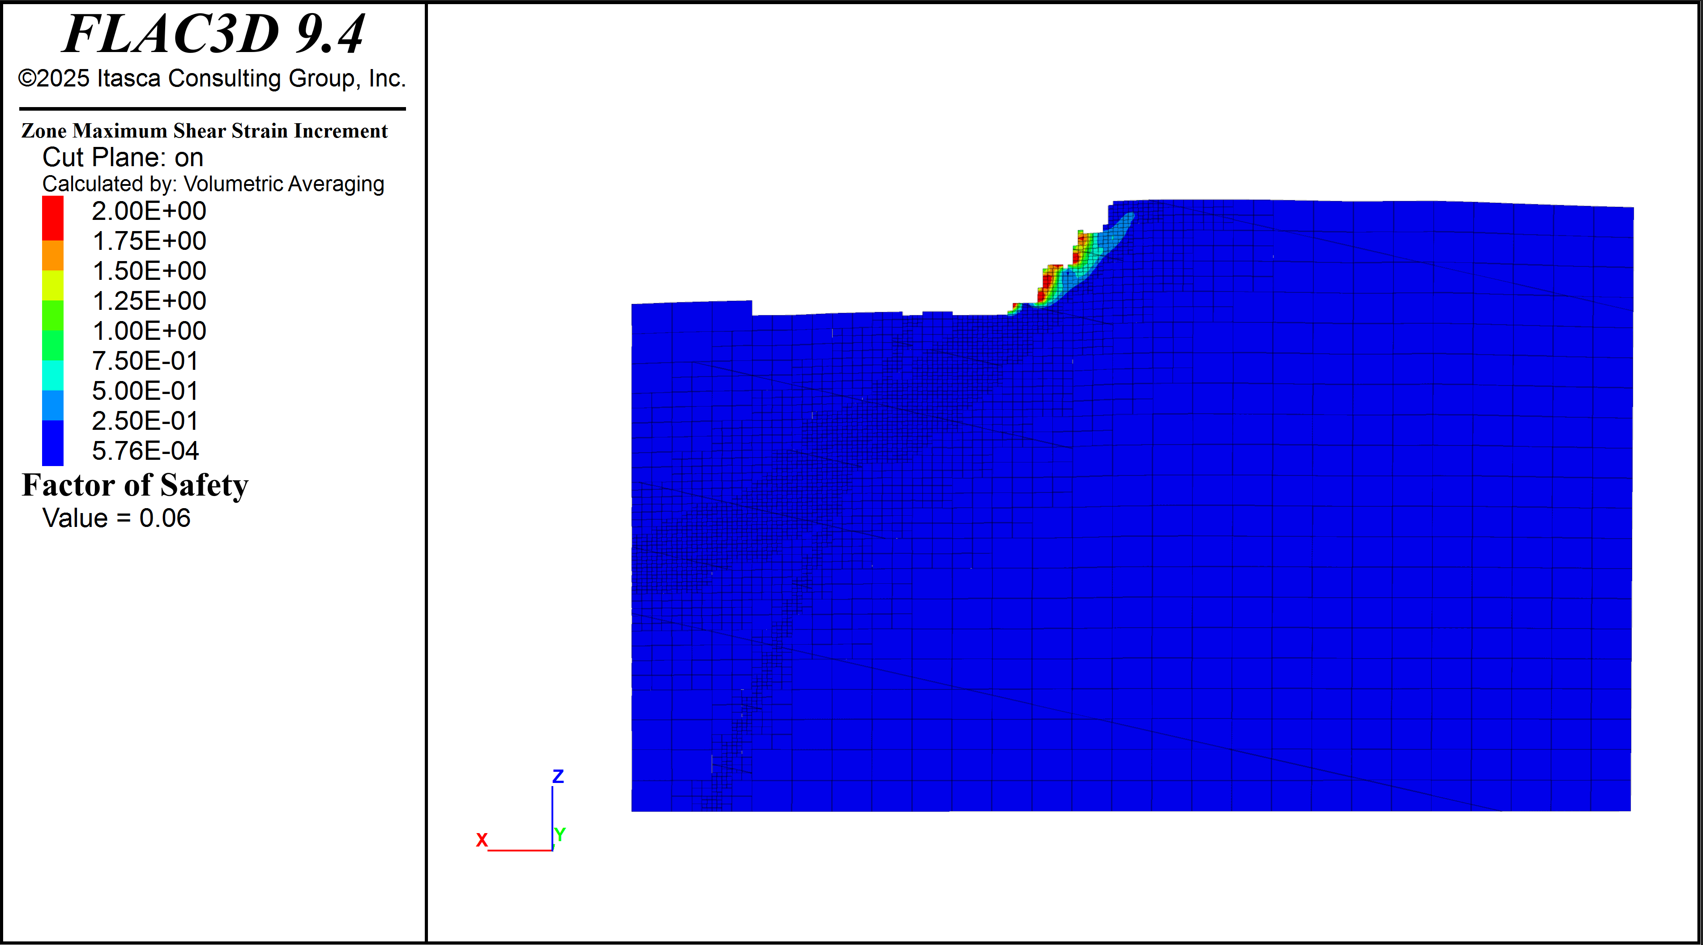 FLAC3D 9.4
©2025 Itasca Consulting Group, Inc.
Zone Maximum Shear Strain Increment
Cut Plane: on
Calculated by: Volumetric Averaging
2.00E+00
1.75E+00
1.50E+00
1.25E+00
1.00E+00
7.50E-01
5.00E-01
2.50E-01
5.76E-04
Factor of Safety
Value = 0.06
Z
Y
X